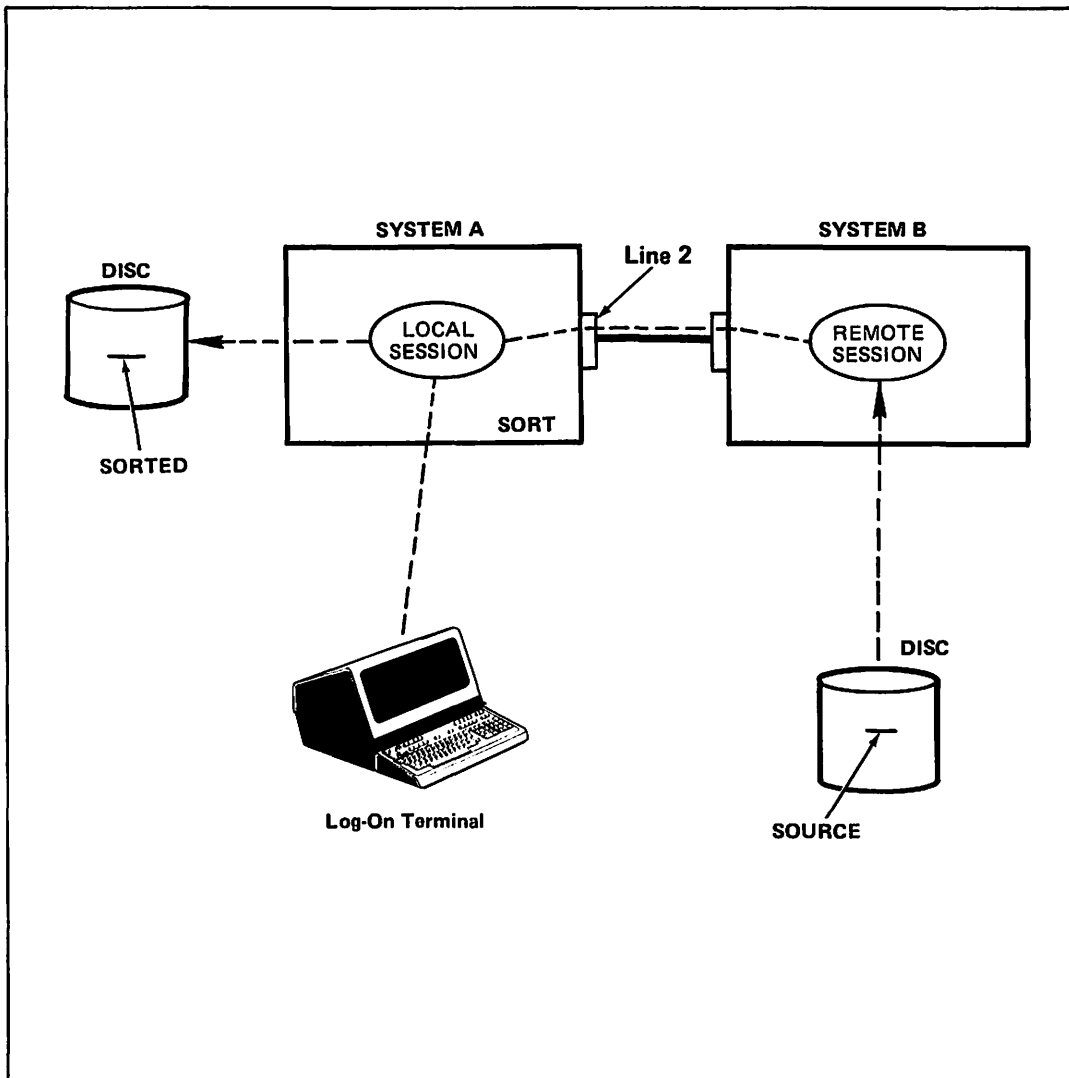 SYSTEM A
SYSTEM B
Line 2
DISC
LOCAL
SESSION
REMOTE
SESSION
SORT
SORTED
DISC
Log-On Terminal
SOURCE